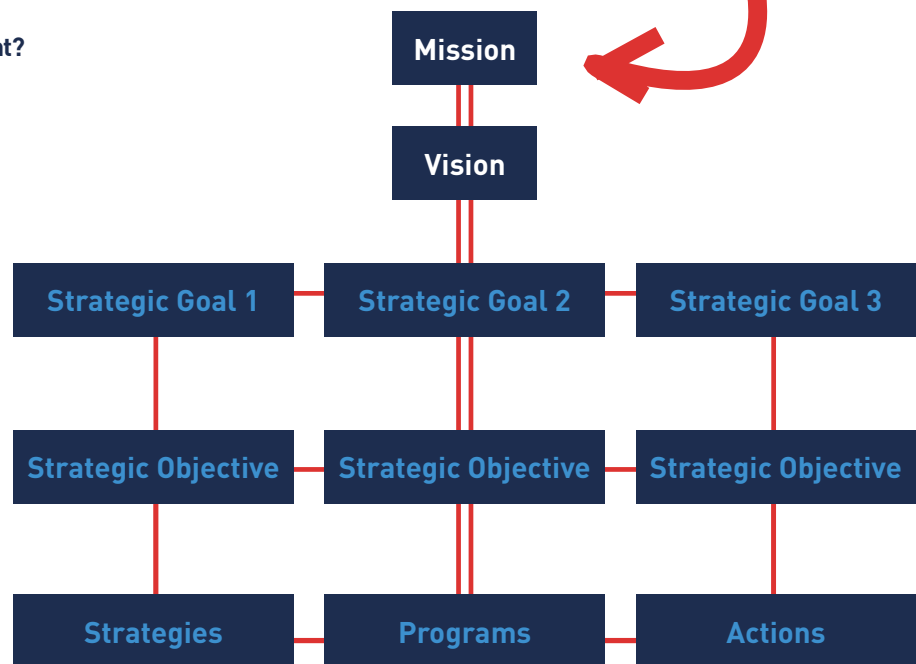 Mission
Vision
Strategic Goal 1
Strategic Goal 2
Strategic Goal 3
Strategic Objective
Strategic Objective
Strategic Objective
Strategies
Programs
Actions